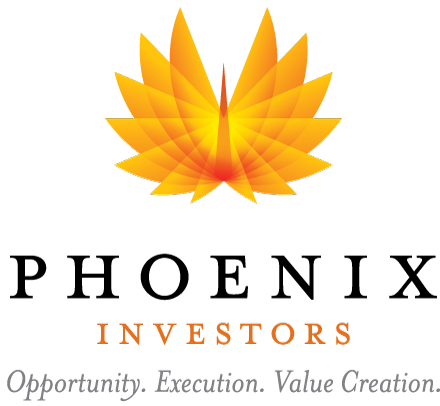 PHOENIX
INVESTORS
Opportunity. Execution. Value Creation.